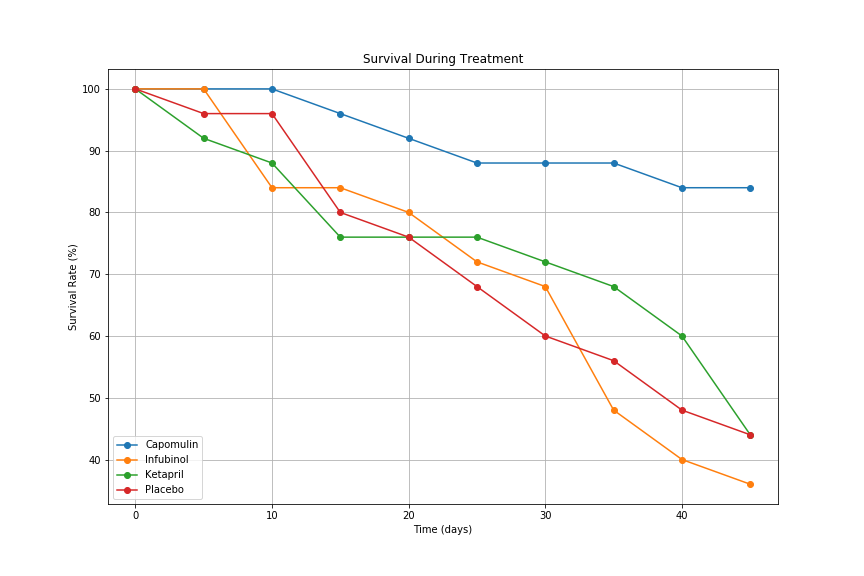 Survival During Treatment
100
90
80
70
60
50
40
Survival Rate (%)
Capomulin
Infubinol
Ketapril
Placebo
0 10 20 30 40
Time (days)